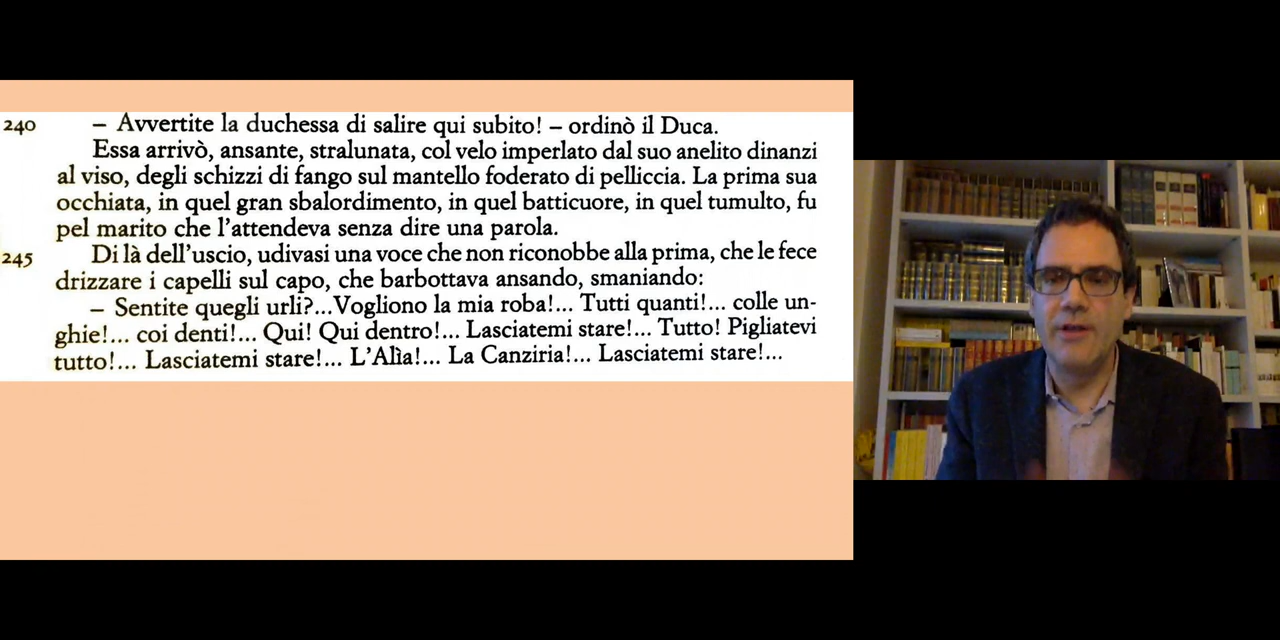 240 – Avvertite la duchessa di salire qui subito! – ordinò il Duca.
Essa arrivò, ansante, stralunata, col velo imperlato dal suo anelito dinanzi
al viso, degli schizzi di fango sul mantello foderato di pelliccia. La prima sua
occhiata, in quel gran sbalordimento, in quel batticuore, in quel tumulto, fu
pel marito che l'attendeva senza dire una parola.
245 Di là dell'uscio, udivasi una voce che non riconobbe alla prima, che le fece
drizzare i capelli sul capo, che barbottava ansando, smaniando:
– Sentite quegli urli?... Vogliono la mia roba!... Tutti quanti!... colle un-
ghie!... coi denti!... Qui! Qui dentro!... Lasciatemi stare!... Tutto! Pigliatevi
tutto!... Lasciatemi stare!... L'Alìa!... La Canziria!... Lasciatemi stare!...